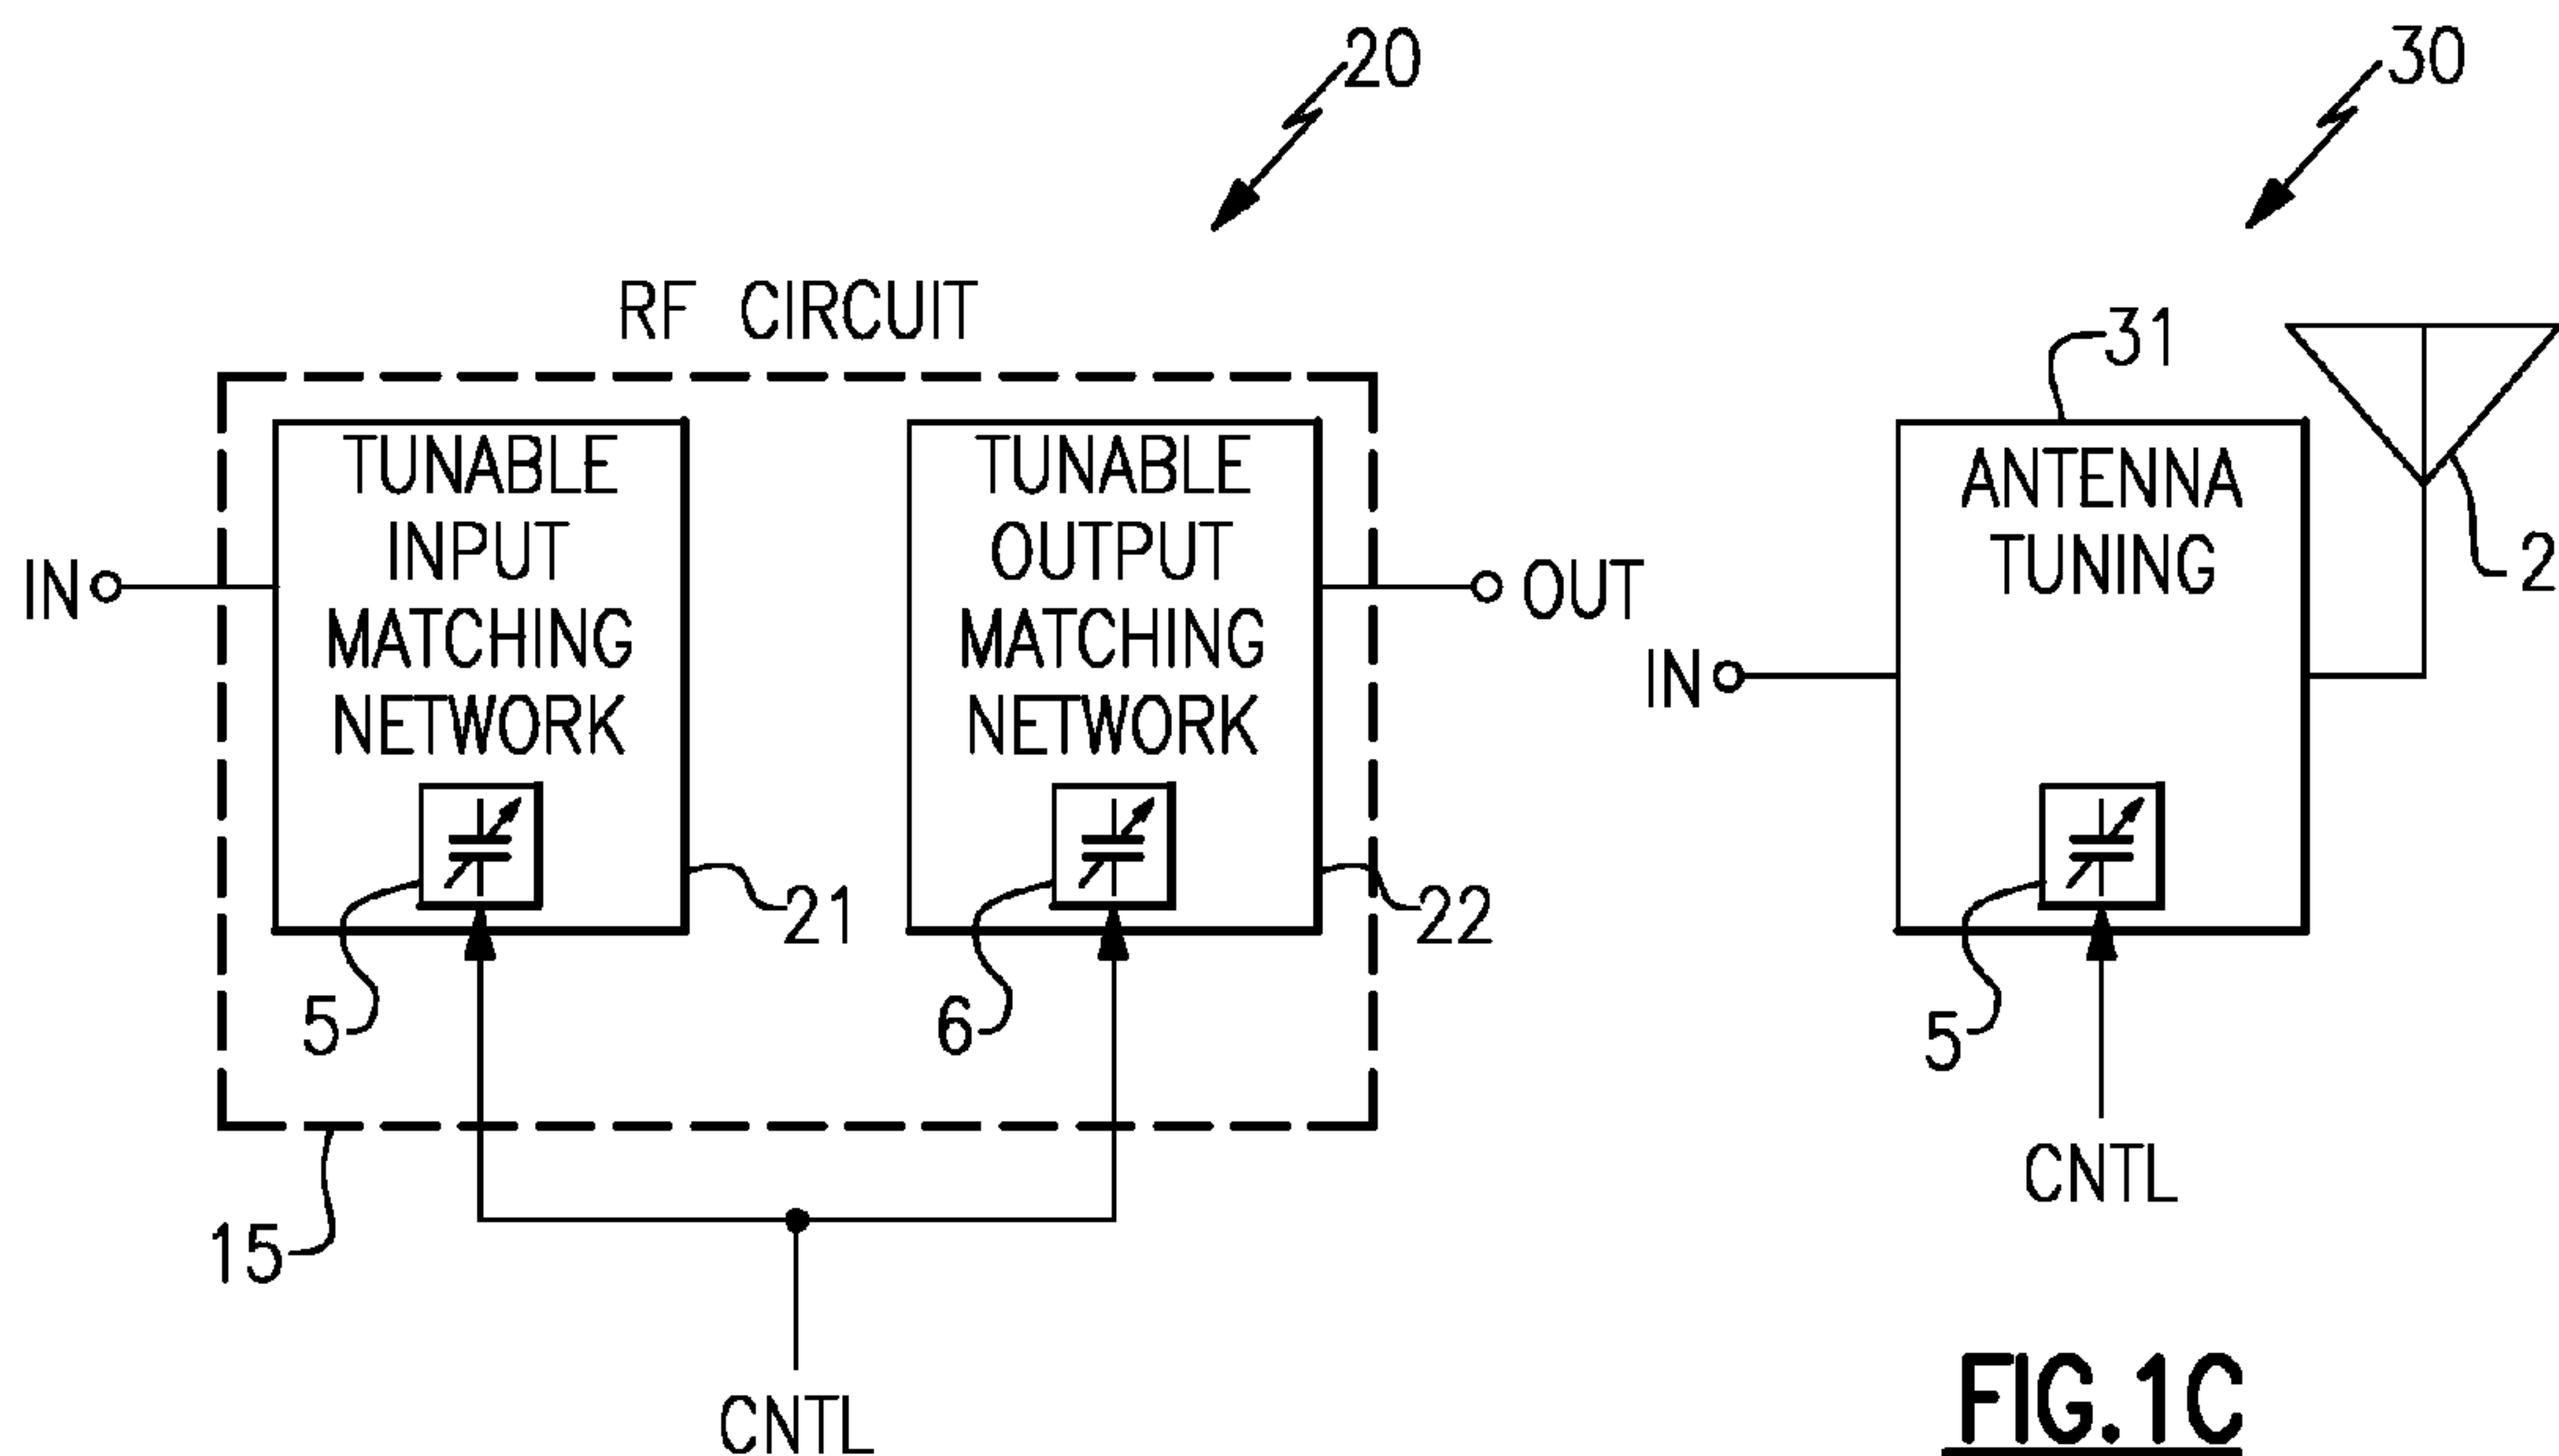 20
RF CIRCUIT
TUNABLE
INPUT
MATCHING
NETWORK
TUNABLE
OUTPUT
MATCHING
NETWORK
IN
OUT
5
21
6
22
15
CNTL
30
31
ANTENNA
TUNING
2
IN
5
CNTL
FIG.1C